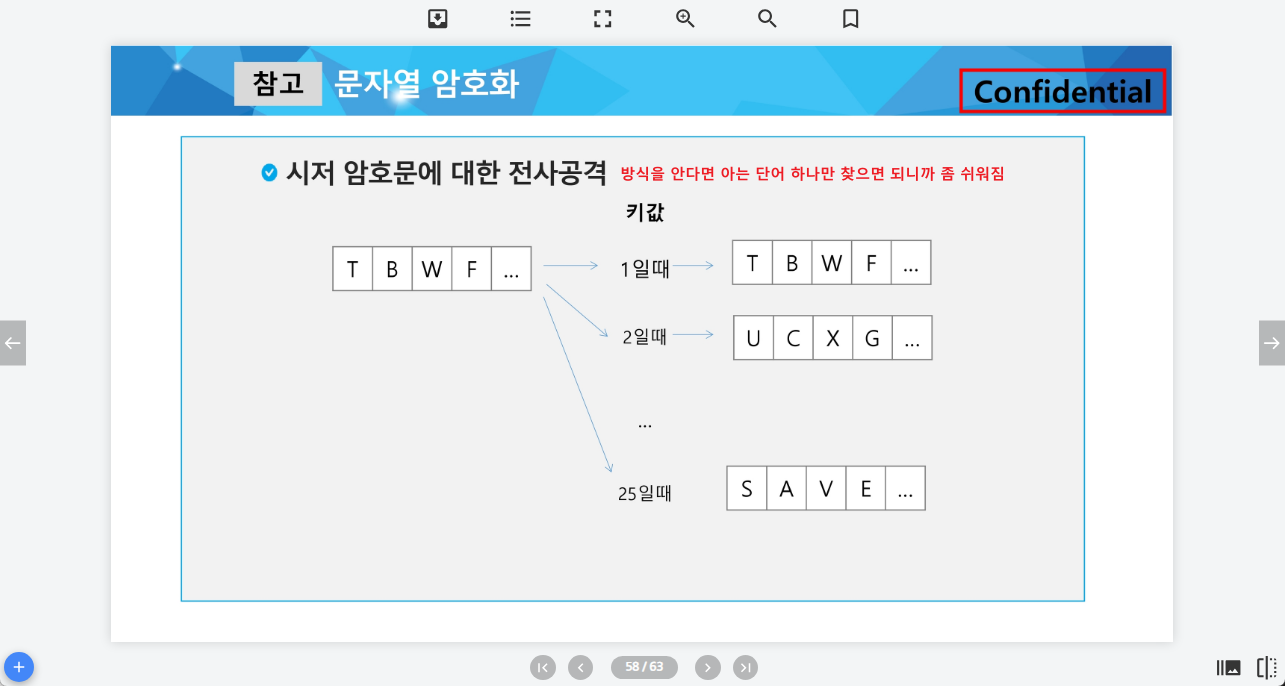 참고 문자열 암호화
Confidential
시저 암호문에 대한 전사공격 방식을 안다면 아는 단어 하나만 찾으면 되니까 좀 쉬워짐
키값
T B W F ... 1일때 T B W F ...
2일때 U C X G ...
...
25일때 S A V E ...
58 / 63